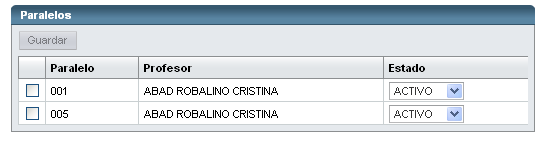 Paralelos
Guardar
Paralelo Profesor Estado
001 ABAD ROBALINO CRISTINA ACTIVO
005 ABAD ROBALINO CRISTINA ACTIVO